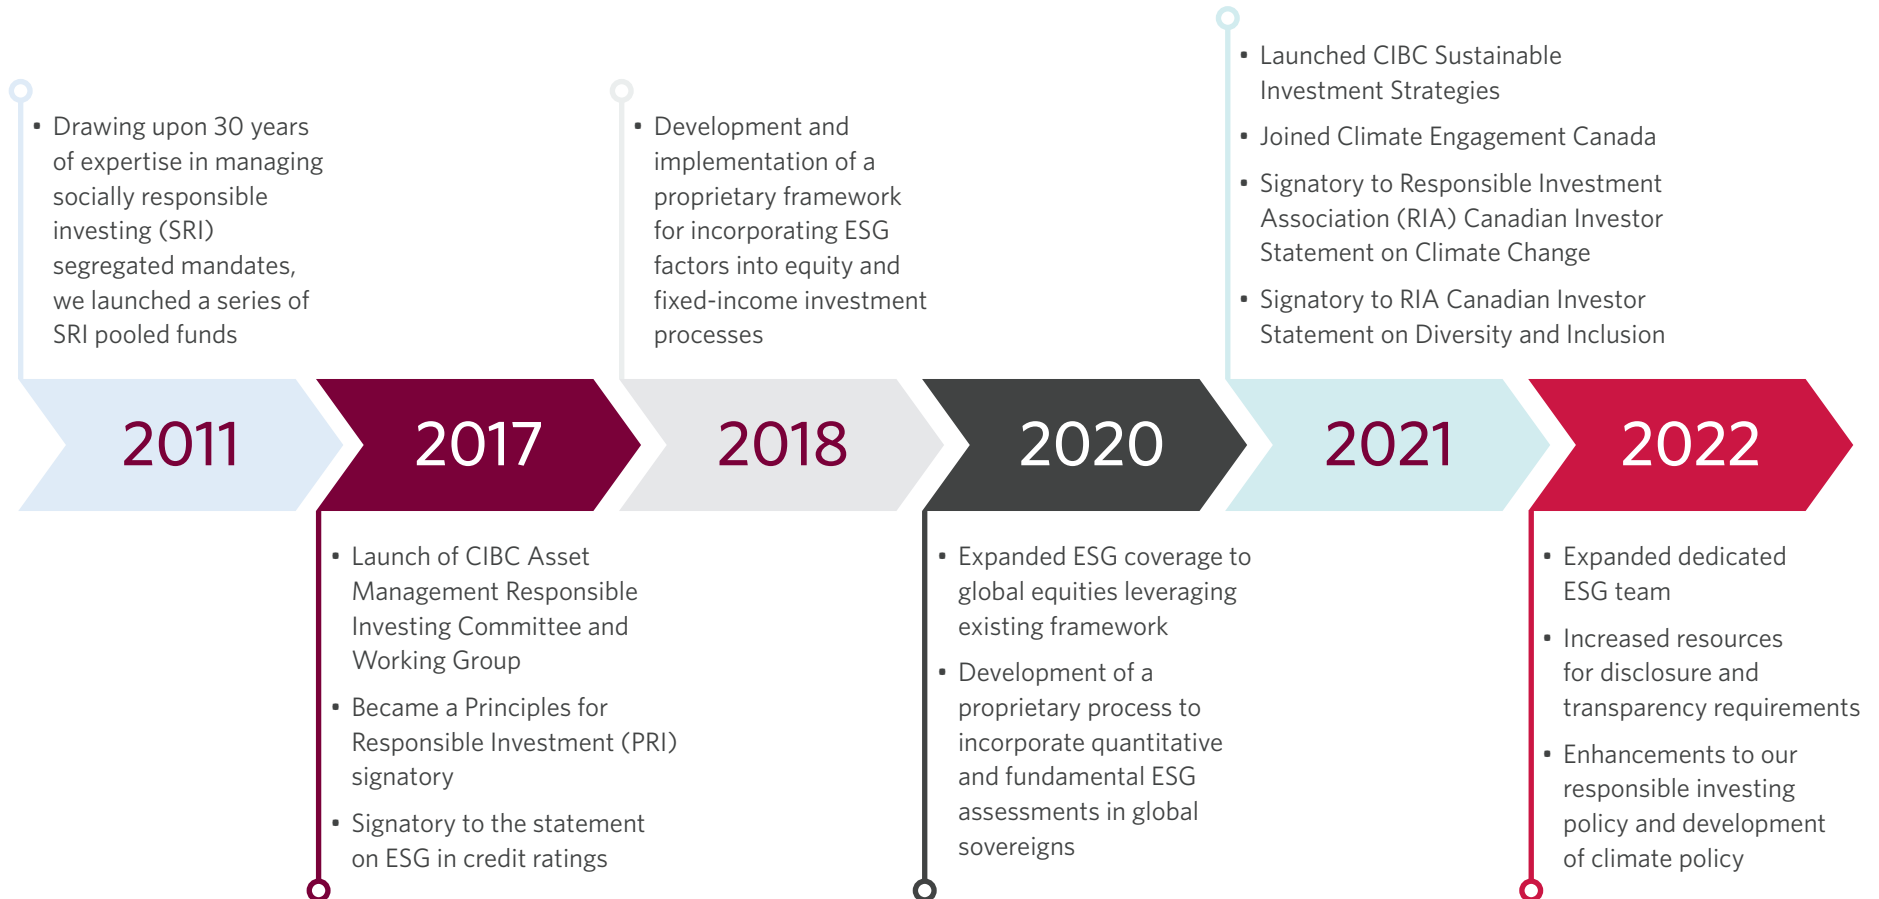 • Drawing upon 30 years
of expertise in managing
socially responsible
investing (SRI)
segregated mandates,
we launched a series of
SRI pooled funds
• Development and
implementation of a
proprietary framework
for incorporating ESG
factors into equity and
fixed-income investment
processes
• Launched CIBC Sustainable
Investment Strategies
• Joined Climate Engagement Canada
• Signatory to Responsible Investment
Association (RIA) Canadian Investor
Statement on Climate Change
• Signatory to RIA Canadian Investor
Statement on Diversity and Inclusion
2011
2017
2018
2020
2021
2022
• Launch of CIBC Asset
Management Responsible
Investing Committee and
Working Group
• Became a Principles for
Responsible Investment (PRI)
signatory
• Signatory to the statement
on ESG in credit ratings
• Expanded ESG coverage to
global equities leveraging
existing framework
• Development of a
proprietary process to
incorporate quantitative
and fundamental ESG
assessments in global
sovereigns
• Expanded dedicated
ESG team
• Increased resources
for disclosure and
transparency requirements
• Enhancements to our
responsible investing
policy and development
of climate policy